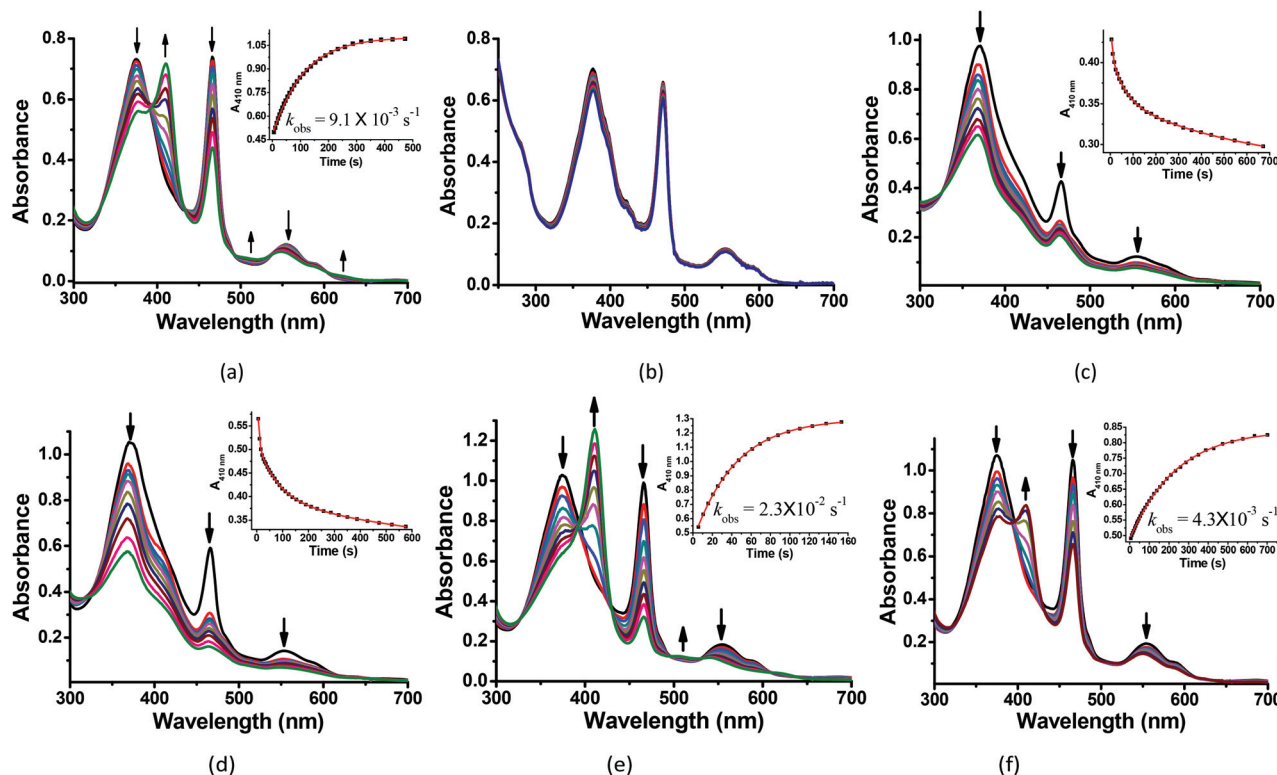 0.8
0.6
0.4
0.2
0.0
Absorbance
300 400 500 600 700
Wavelength (nm)
1.05
0.90
0.75
0.60
0.45
A410 nm
0 100 200 300 400 500
Time (s)
kobs = 9.1 X 10-3 s-1
(a)
0.8
0.6
0.4
0.2
0.0
Absorbance
300 400 500 600 700
Wavelength (nm)
(b)
1.0
0.8
0.6
0.4
0.2
Absorbance
300 400 500 600 700
Wavelength (nm)
0.40
0.35
0.30
A410 nm
0 100 200 300 400 500 600 700
Time (s)
(c)
1.0
0.8
0.6
0.4
0.2
Absorbance
300 400 500 600 700
Wavelength (nm)
0.55
0.50
0.45
0.40
0.35
A410 nm
0 100 200 300 400 500 600
Time (s)
(d)
1.2
1.0
0.8
0.6
0.4
0.2
0.0
Absorbance
300 400 500 600 700
Wavelength (nm)
1.3
1.2
1.1
1.0
0.9
0.8
0.7
0.6
0.5
A410 nm
0 20 40 60 80 100 120 140 160
Time (s)
kobs = 2.3X10-2 s-1
(e)
1.0
0.8
0.6
0.4
0.2
Absorbance
300 400 500 600 700
Wavelength (nm)
0.85
0.80
0.75
0.70
0.65
0.60
0.55
0.50
A410 nm
0 100 200 300 400 500 600 700
Time (s)
kobs = 4.3X10-3 s-1
(f)